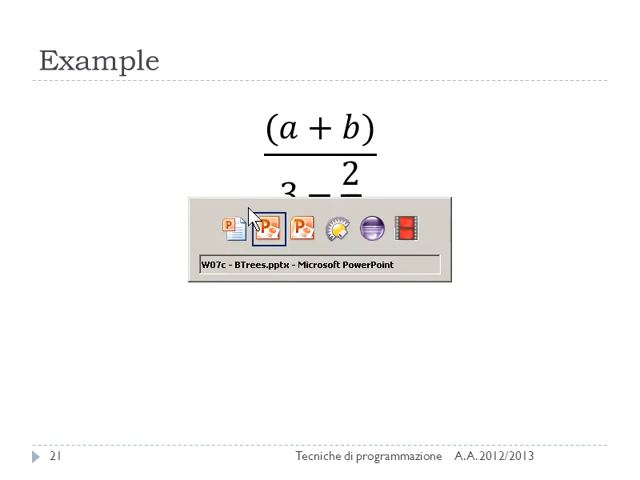 Example
(a + b)
3 − 2
W07c - BTrees.pptx - Microsoft PowerPoint
21 Tecniche di programmazione A.A. 2012/2013